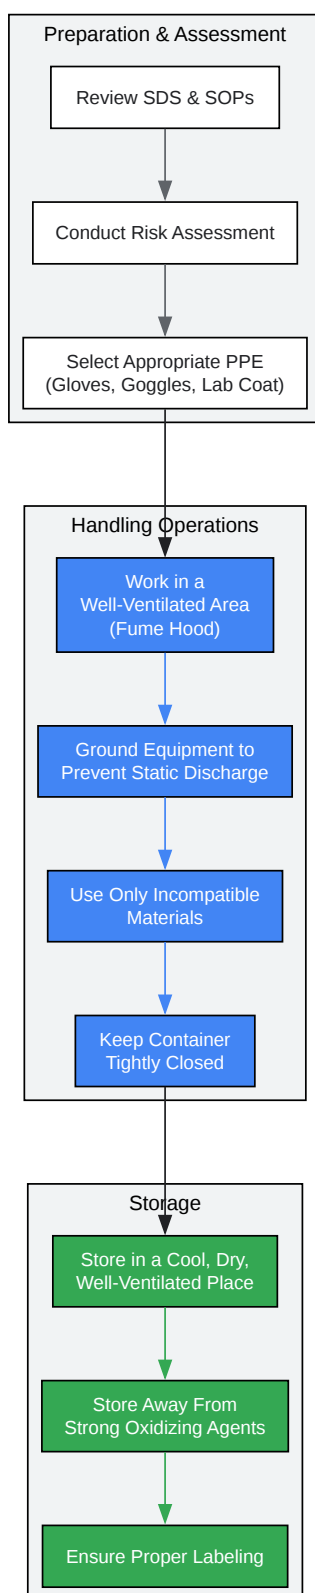 Preparation & Assessment
Review SDS & SOPs
Conduct Risk Assessment
Select Appropriate PPE
(Gloves, Goggles, Lab Coat)
Handling Operations
Work in a
Well-Ventilated Area
(Fume Hood)
Ground Equipment to
Prevent Static Discharge
Use Only Incompatible
Materials
Keep Container
Tightly Closed
Storage
Store in a Cool, Dry,
Well-Ventilated Place
Store Away From
Strong Oxidizing Agents
Ensure Proper Labeling